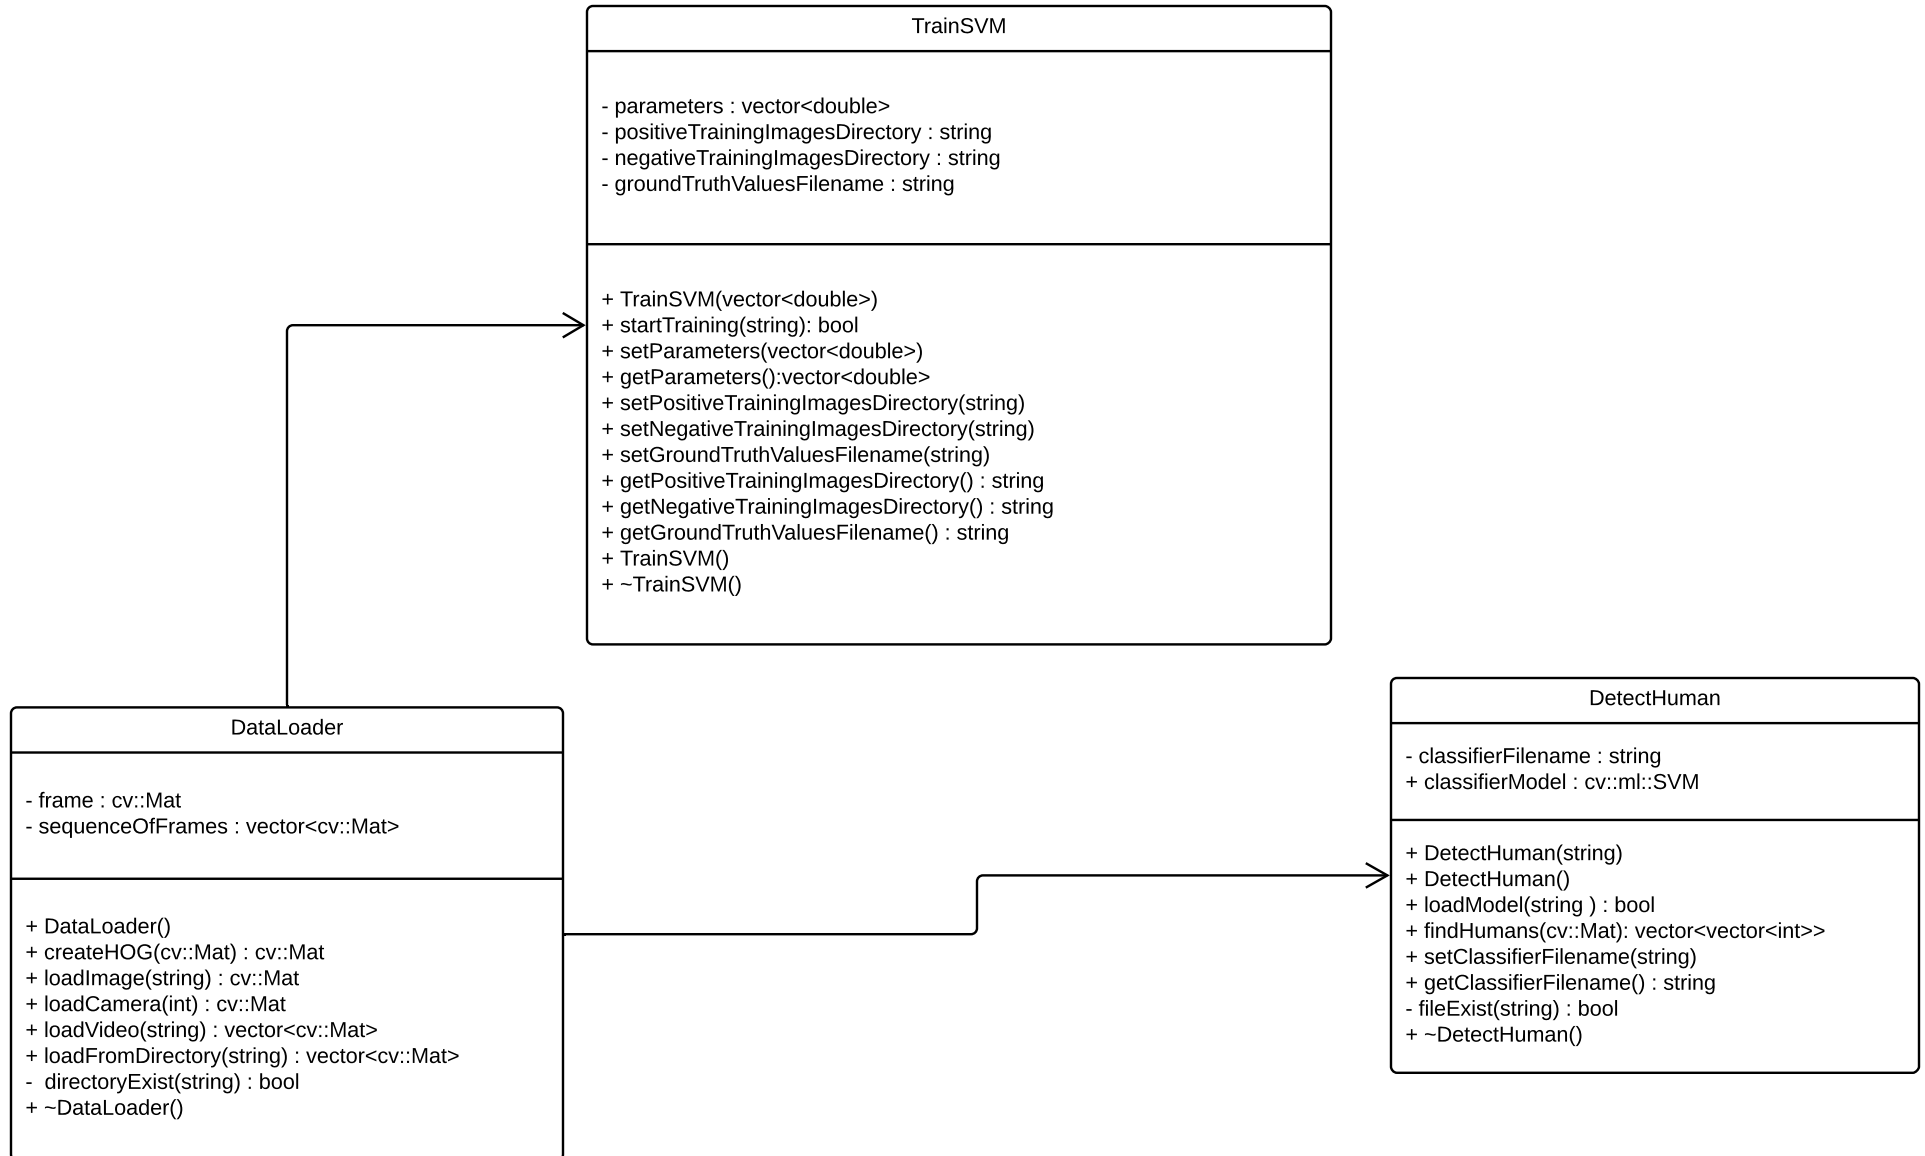 TrainSVM
- parameters : vector<double>
- positiveTrainingImagesDirectory : string
- negativeTrainingImagesDirectory : string
- groundTruthValuesFilename : string
+ TrainSVM(vector<double>)
+ startTraining(string): bool
+ setParameters(vector<double>)
+ getParameters():vector<double>
+ setPositiveTrainingImagesDirectory(string)
+ setNegativeTrainingImagesDirectory(string)
+ setGroundTruthValuesFilename(string)
+ getPositiveTrainingImagesDirectory() : string
+ getNegativeTrainingImagesDirectory() : string
+ getGroundTruthValuesFilename() : string
+ TrainSVM()
+ ~TrainSVM()
DataLoader
- frame : cv::Mat
- sequenceOfFrames : vector<cv::Mat>
+ DataLoader()
+ createHOG(cv::Mat) : cv::Mat
+ loadImage(string) : cv::Mat
+ loadCamera(int) : cv::Mat
+ loadVideo(string) : vector<cv::Mat>
+ loadFromDirectory(string) : vector<cv::Mat>
-  directoryExist(string) : bool
+ ~DataLoader()
DetectHuman
- classifierFilename : string
+ classifierModel : cv::ml::SVM
+ DetectHuman(string)
+ DetectHuman()
+ loadModel(string ) : bool
+ findHumans(cv::Mat): vector<vector<int>>
+ setClassifierFilename(string)
+ getClassifierFilename() : string
- fileExist(string) : bool
+ ~DetectHuman()